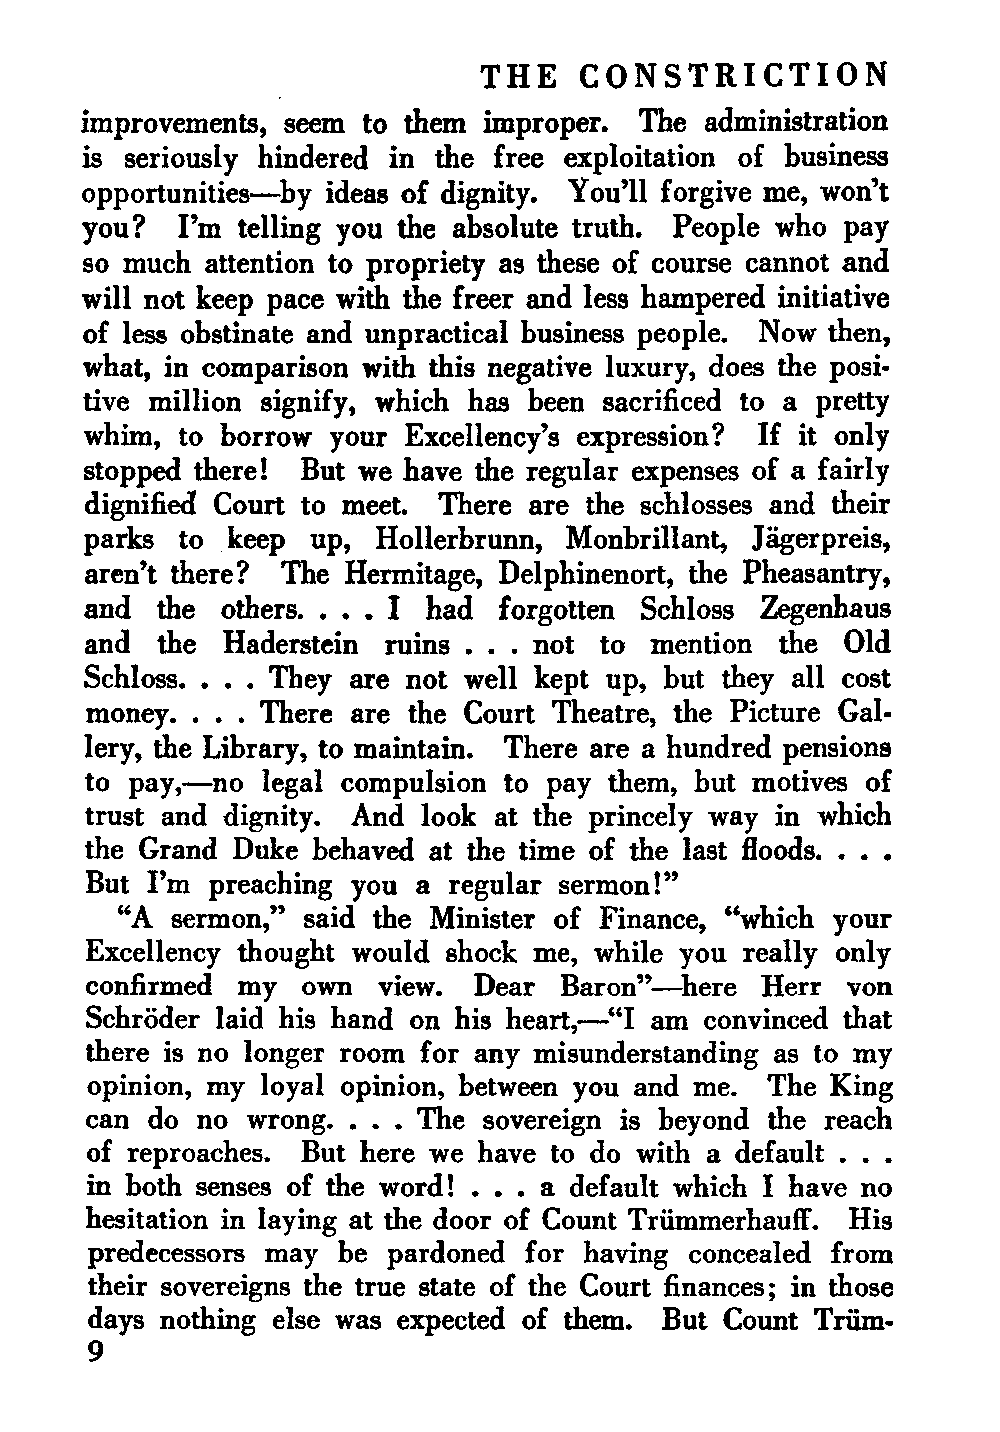 THE CONSTRICTION
improvements, seem to them improper. The administration
is seriously hindered in the free exploitation of business
opportunities—by ideas of dignity. You'll forgive me, won't
you? I'm telling you the absolute truth. People who pay
so much attention to propriety as these of course cannot and
will not keep pace with the freer and less hampered initiative
of less obstinate and unpractical business people. Now then,
what, in comparison with this negative luxury, does the posi-
tive million signify, which has been sacrificed to a pretty
whim, to borrow your Excellency's expression? If it only
stopped there! But we have the regular expenses of a fairly
dignified Court to meet. There are the schlosses and their
parks to keep up, Hollerbrunn, Monbrillant, Jägerpreis,
aren't there? The Hermitage, Delphinenort, the Pheasantry,
and the others. . . . I had forgotten Schloss Zegenhaus
and the Haderstein ruins . . . not to mention the Old
Schloss. . . . They are not well kept up, but they all cost
money. . . . There are the Court Theatre, the Picture Gal-
lery, the Library, to maintain. There are a hundred pensions
to pay,—no legal compulsion to pay them, but motives of
trust and dignity. And look at the princely way in which
the Grand Duke behaved at the time of the last floods. . . .
But I'm preaching you a regular sermon!"
"A sermon," said the Minister of Finance, "which your
Excellency thought would shock me, while you really only
confirmed my own view. Dear Baron"—here Herr von
Schröder laid his hand on his heart,—"I am convinced that
there is no longer room for any misunderstanding as to my
opinion, my loyal opinion, between you and me. The King
can do no wrong. . . . The sovereign is beyond the reach
of reproaches. But here we have to do with a default . . .
in both senses of the word! . . . a default which I have no
hesitation in laying at the door of Count Trümmerhauff. His
predecessors may be pardoned for having concealed from
their sovereigns the true state of the Court finances; in those
days nothing else was expected of them. But Count Trüm-
9